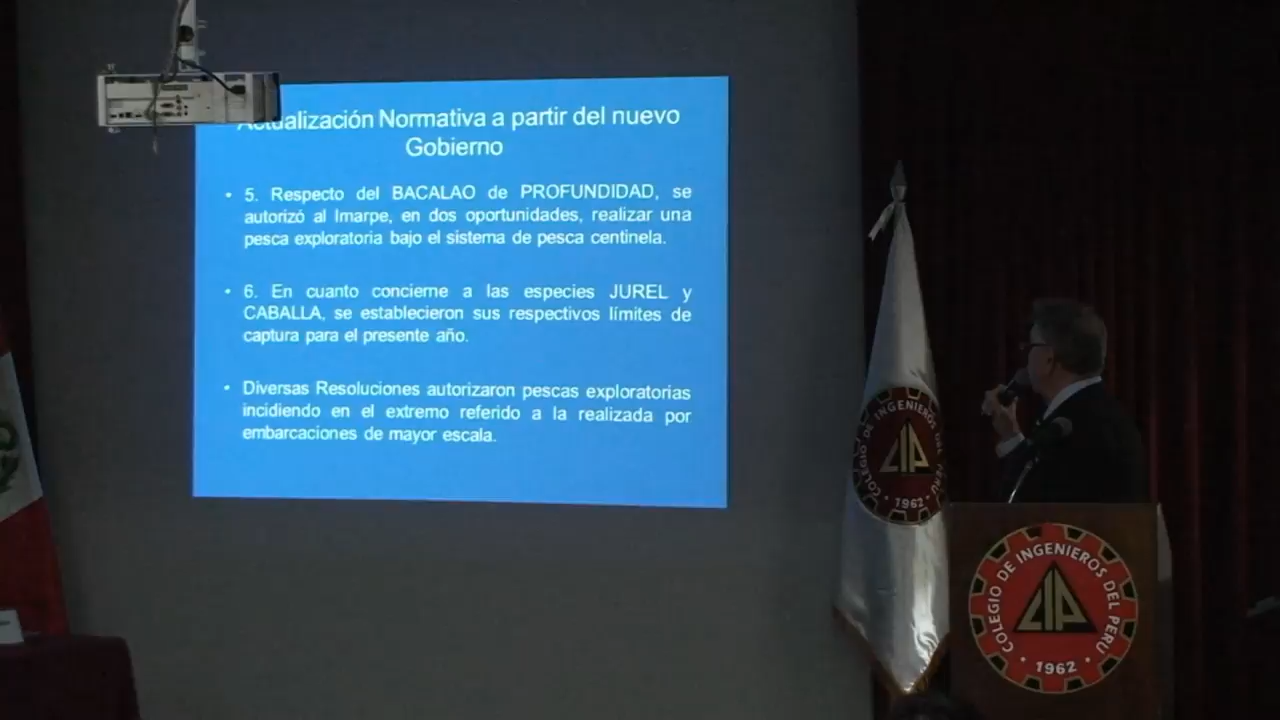 Actualización Normativa a partir del nuevo
Gobierno
• 5. Respecto del BACALAO de PROFUNDIDAD, se
autorizó al Imarpe, en dos oportunidades, realizar una
pesca exploratoria bajo el sistema de pesca centinela.
• 6. En cuanto concierne a las especies JUREL y
CABALLA, se establecieron sus respectivos límites de
captura para el presente año.
• Diversas Resoluciones autorizaron pescas exploratorias
incidiendo en el extremo referido a la realizada por
embarcaciones de mayor escala.
COLEGIO DE INGENIEROS DEL PERU
CIP
• 1962 •
COLEGIO DE INGENIEROS DEL PERU
CIP
• 1962 •